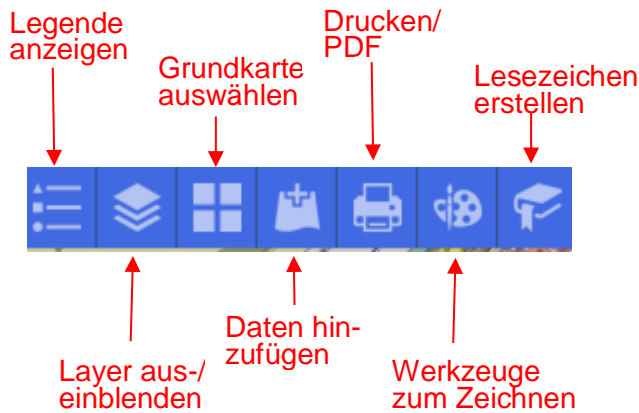 Legende
anzeigen
Grundkarte
auswählen
Drucken/
PDF
Lesezeichen
erstellen
Layer aus-/
einblenden
Daten hin-
zufügen
Werkzeuge
zum Zeichnen